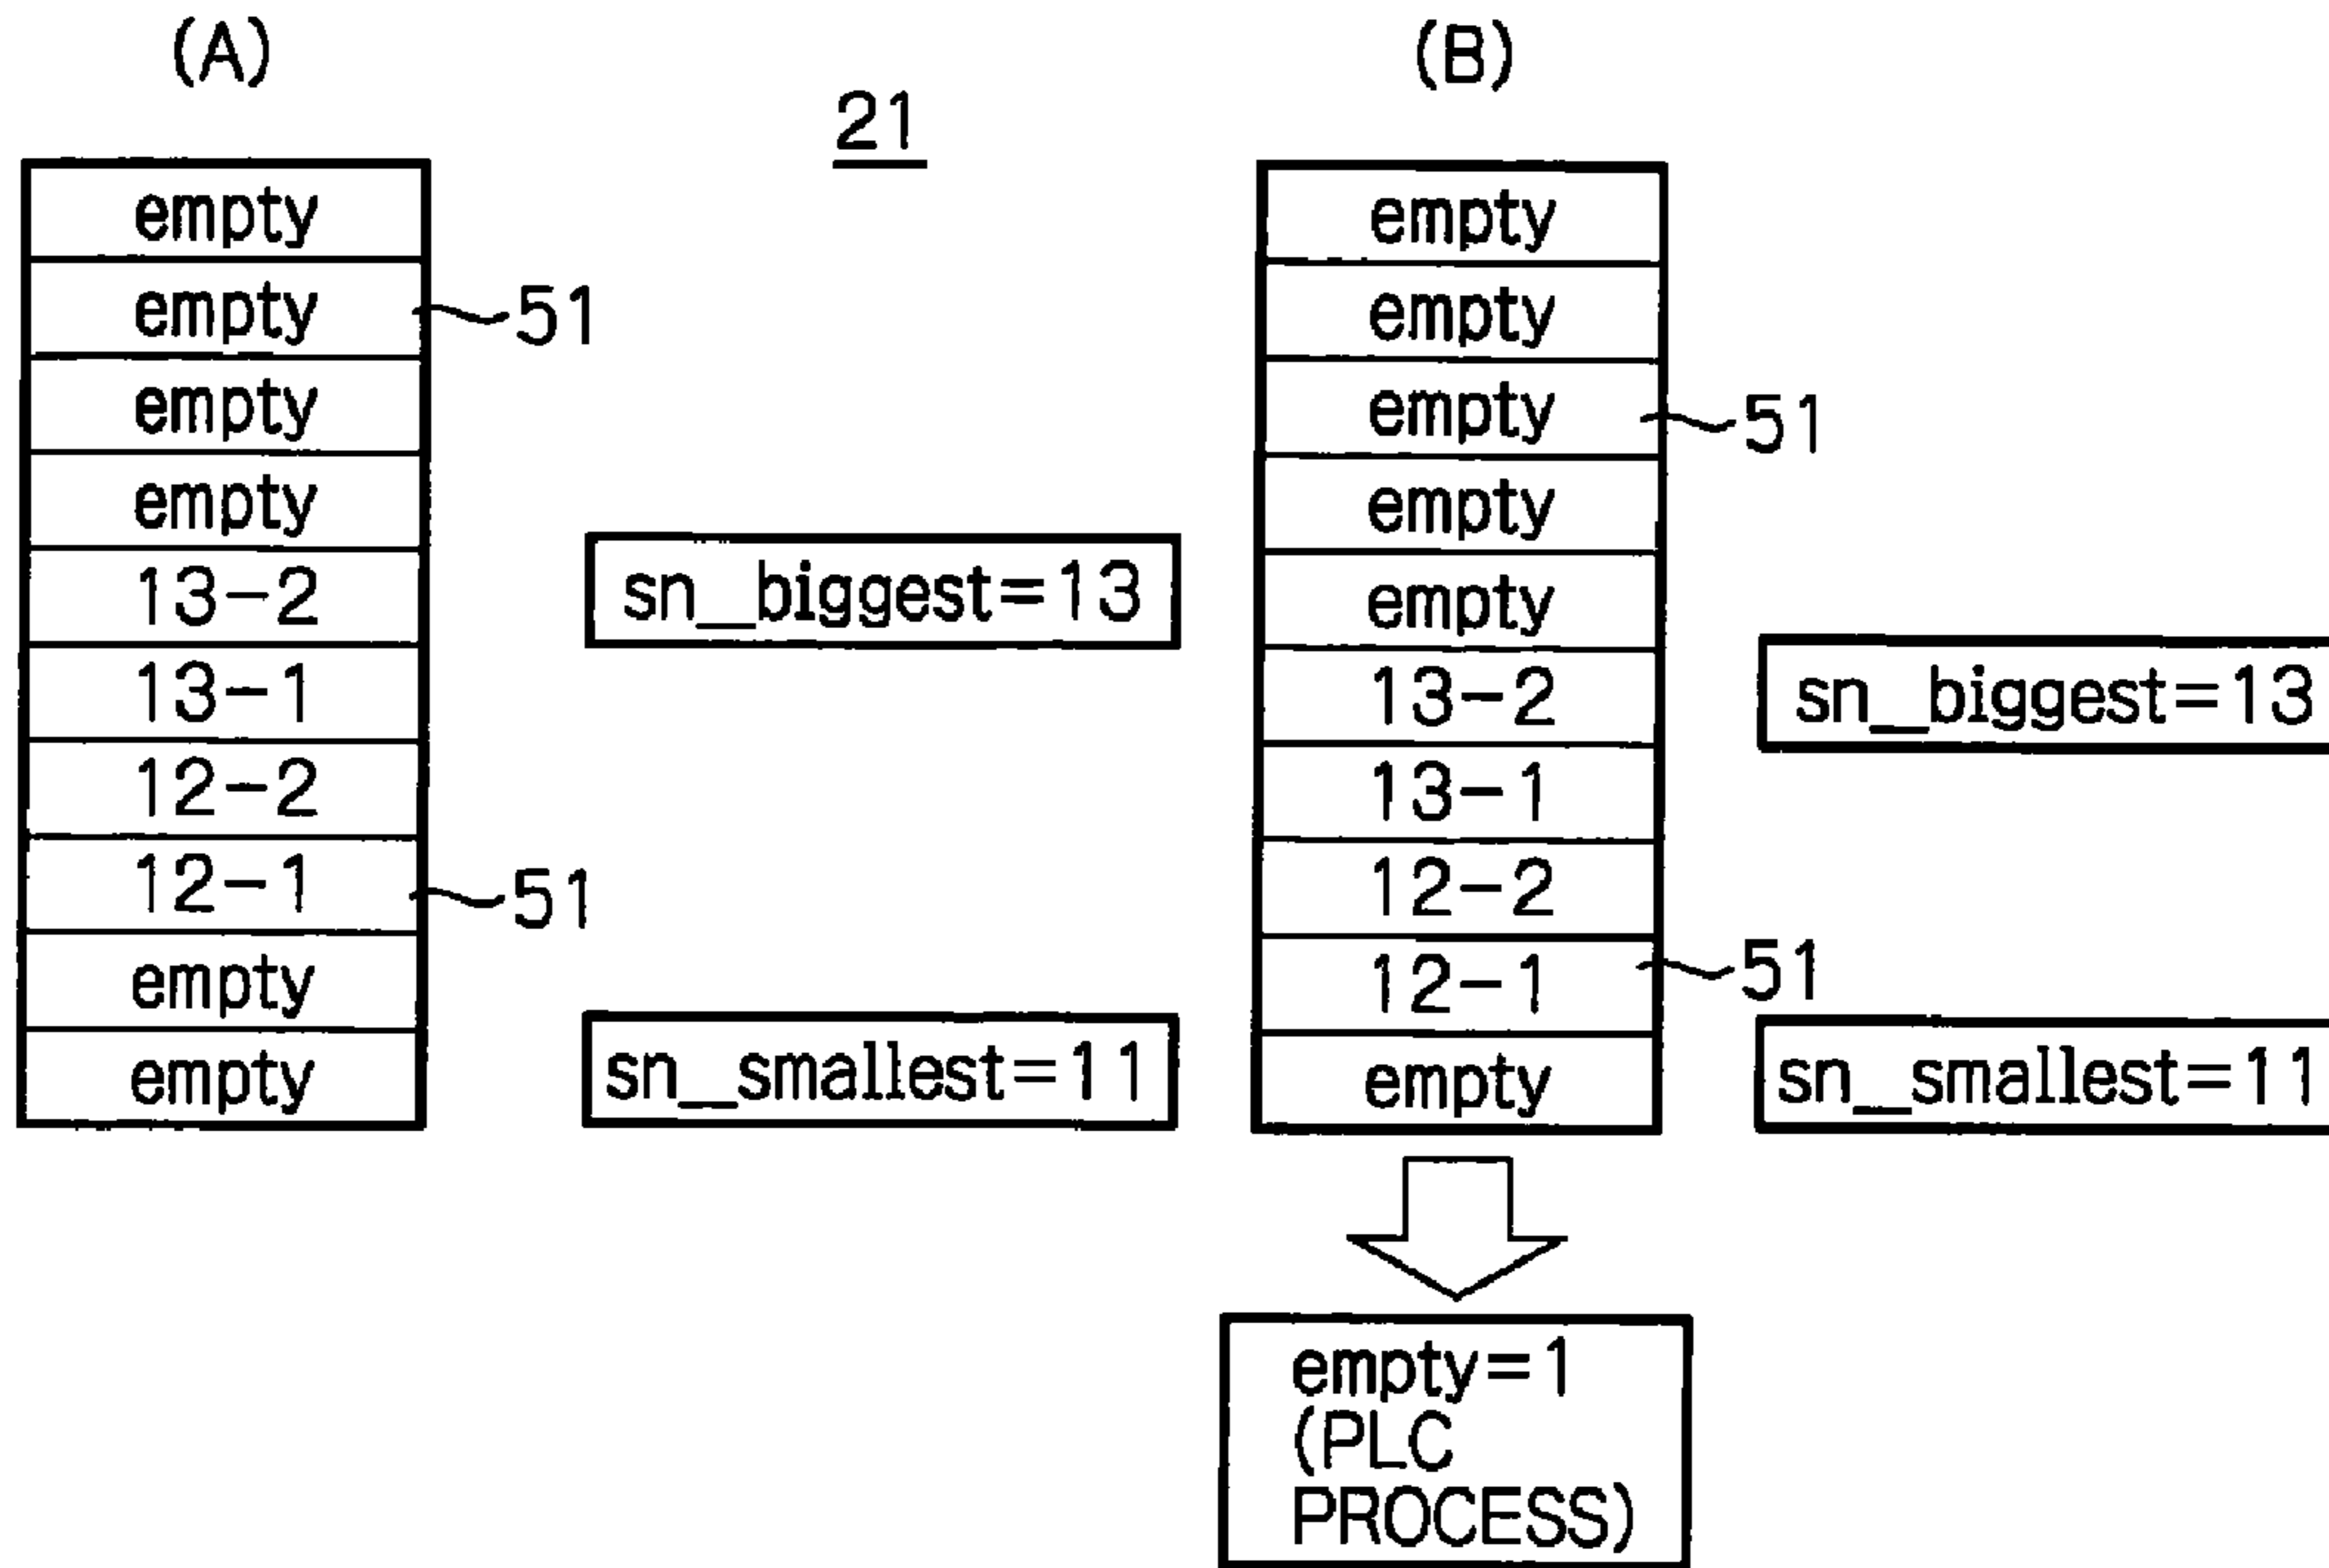 (A)
21
(B)
empty
empty
51
empty
empty
13-2
13-1
12-2
12-1
51
empty
empty
sn_biggest=13
sn_smallest=11
empty
empty
empty
51
empty
empty
13-2
13-1
12-2
12-1
51
empty
sn_biggest=13
sn_smallest=11
empty=1
(PLC
PROCESS)